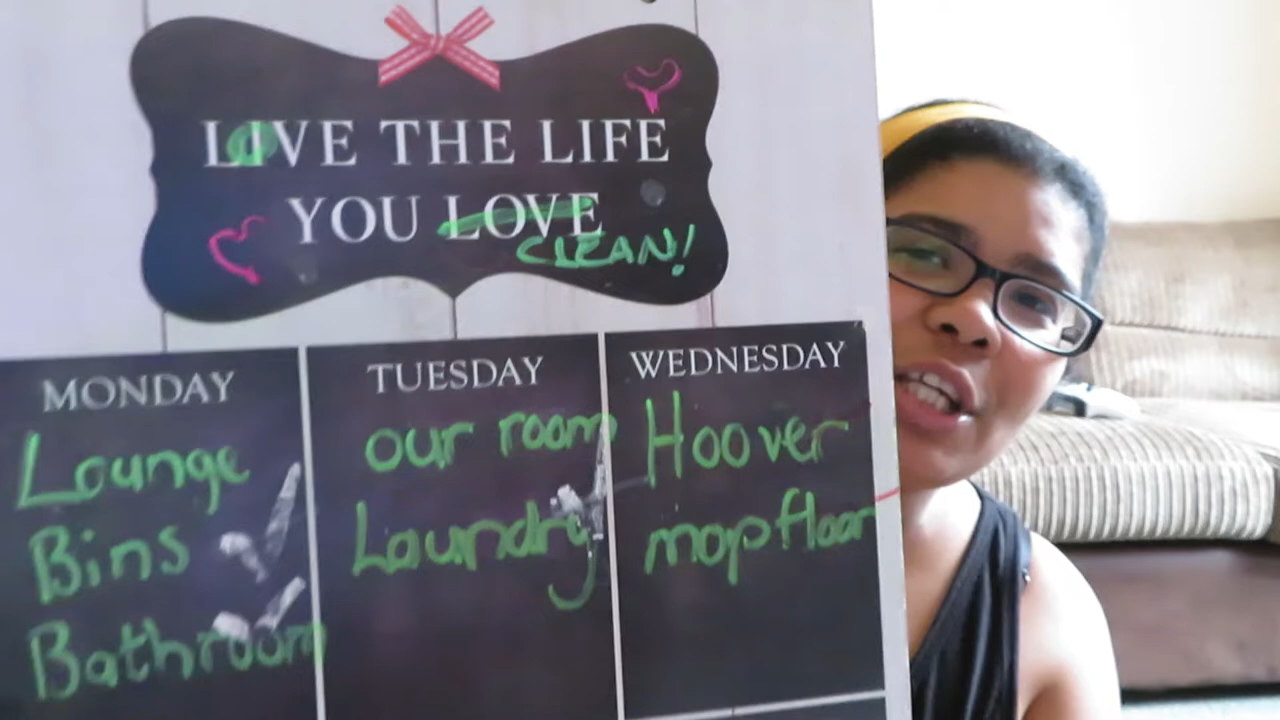 LIVE THE LIFE
YOU LOVE
CLEAN!
MONDAY
Lounge
Bins
Bathroom
TUESDAY
our room
Laundry
WEDNESDAY
Hoover
mop floor